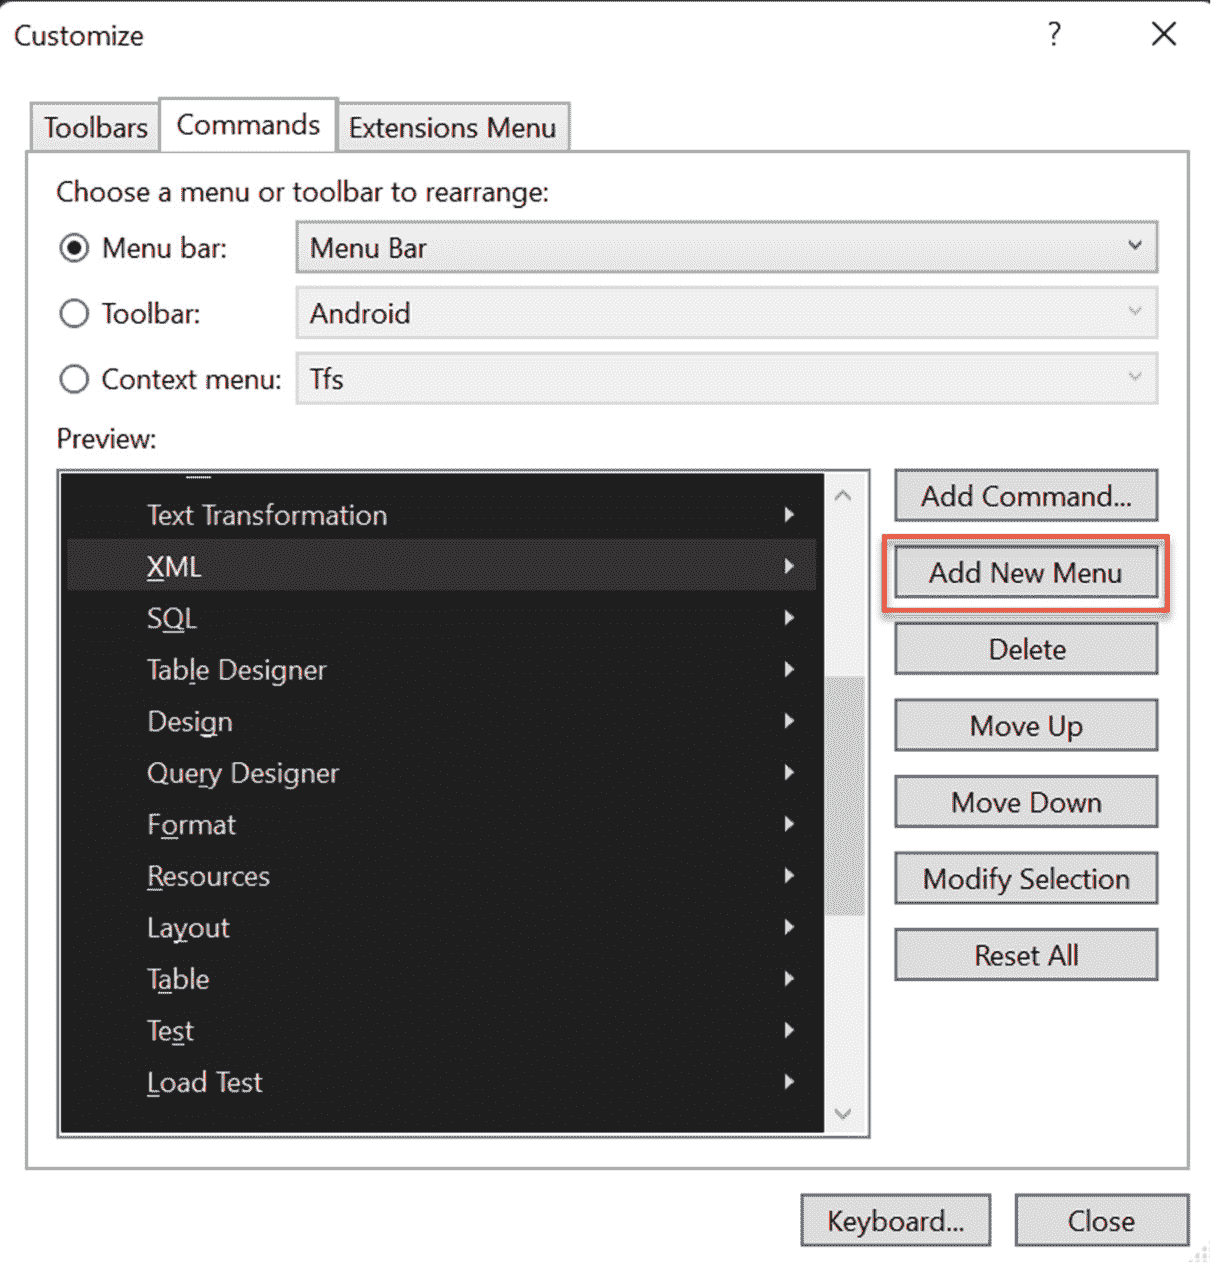 Customize
?
Toolbars Commands Extensions Menu
Choose a menu or toolbar to rearrange:
Menu bar: Menu Bar
Toolbar: Android
Context menu: Tfs
Preview:
Text Transformation
XML
SQL
Table Designer
Design
Query Designer
Format
Resources
Layout
Table
Test
Load Test
Add Command...
Add New Menu
Delete
Move Up
Move Down
Modify Selection
Reset All
Keyboard... Close